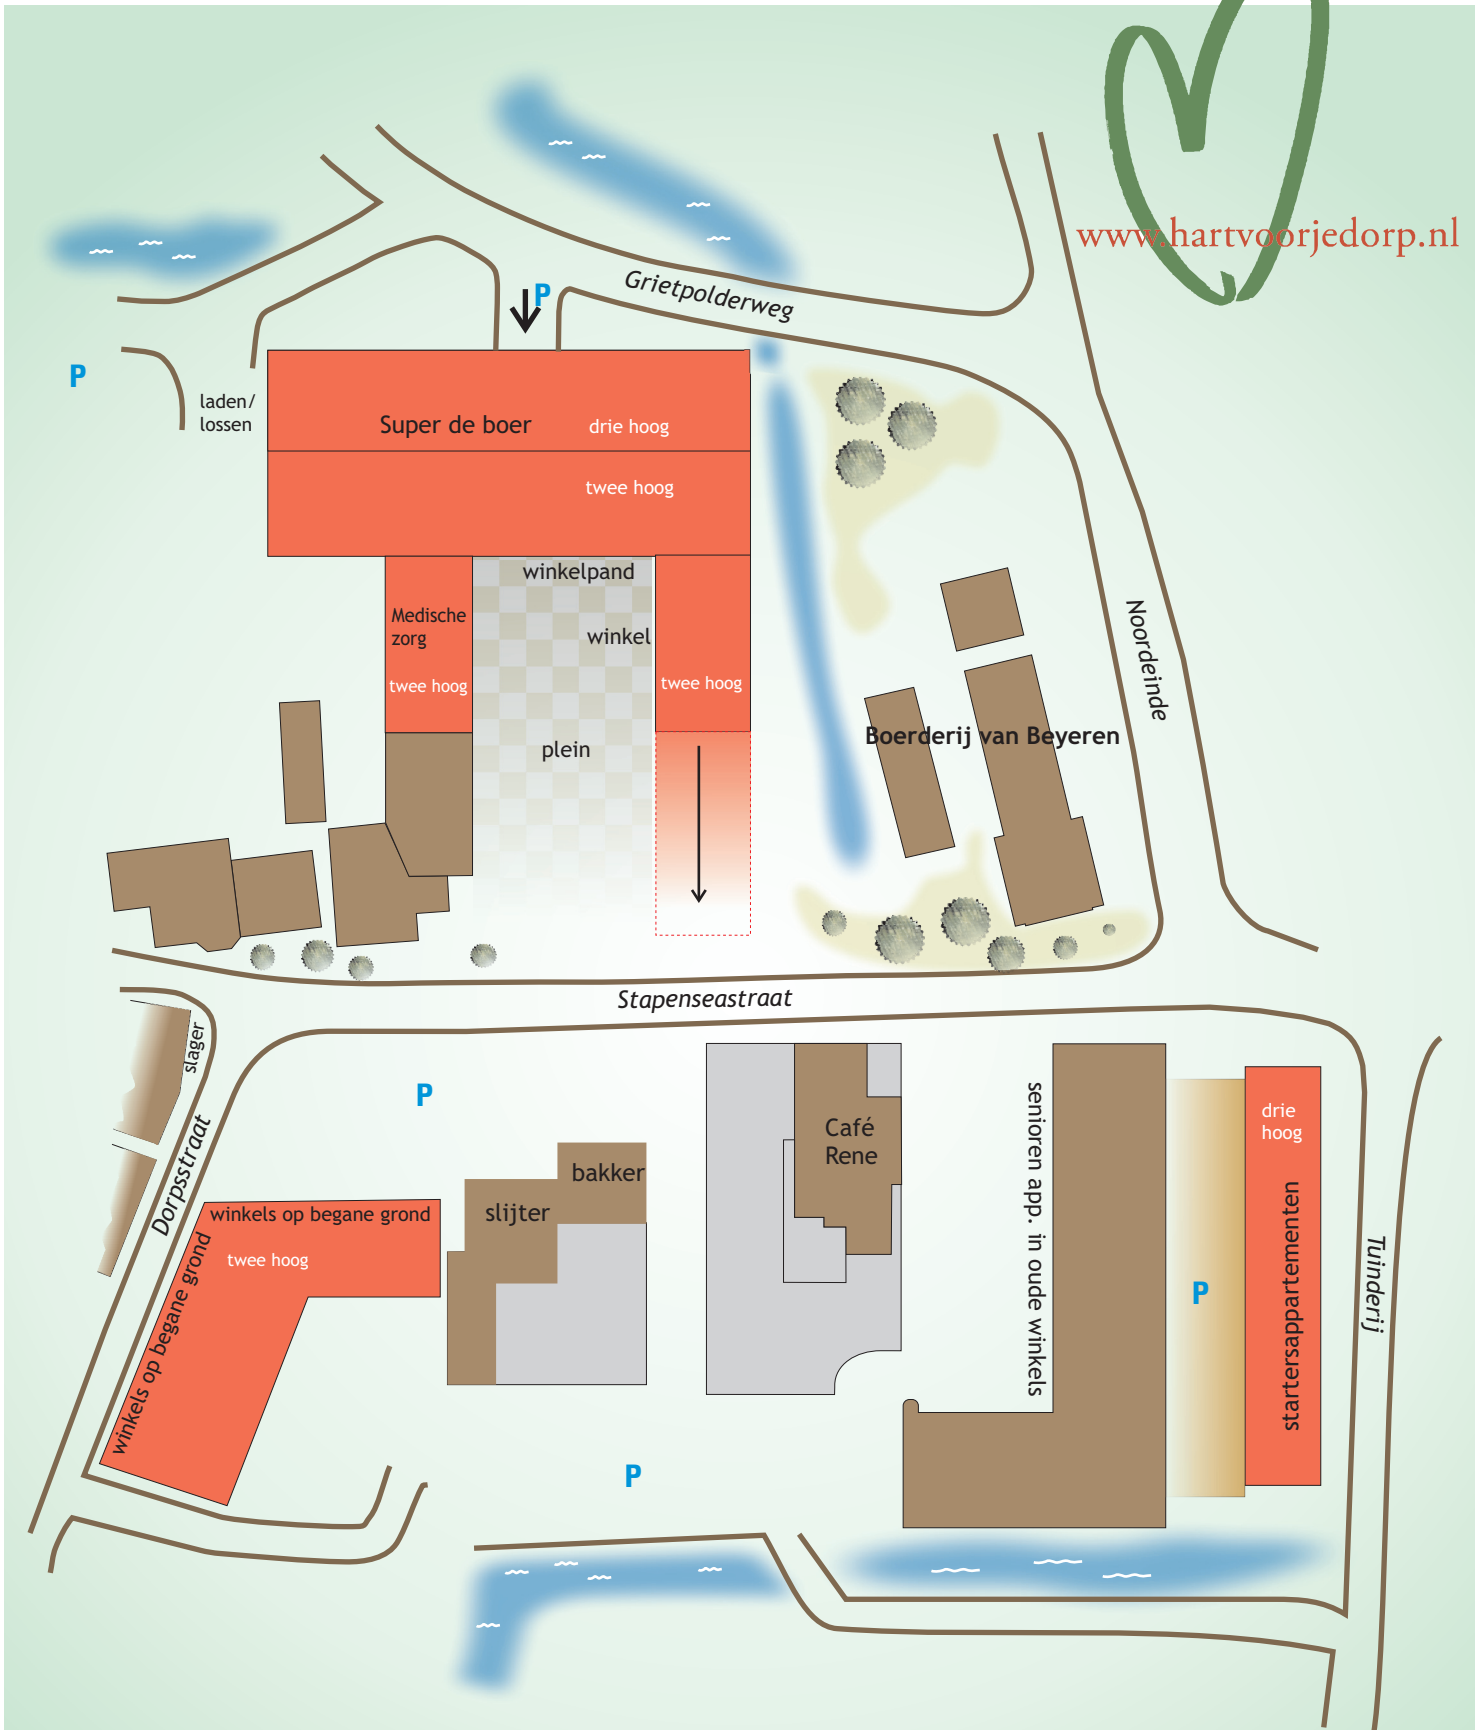 www.hartvoorjedorp.nl
Grietpolderweg
P
P
laden/
lossen
Super de boer
drie hoog
twee hoog
winkelpand
Medische
zorg
winkel
twee hoog
twee hoog
plein
Noordeinde
Boerderij van Beyeren
Stapenseastraat
slager
Dorpsstraat
P
bakker
slijter
Café
Rene
senioren app. in oude winkels
drie
hoog
startersappartementen
P
Tuinderij
winkels op begane grond
twee hoog
winkels op begane grond
P